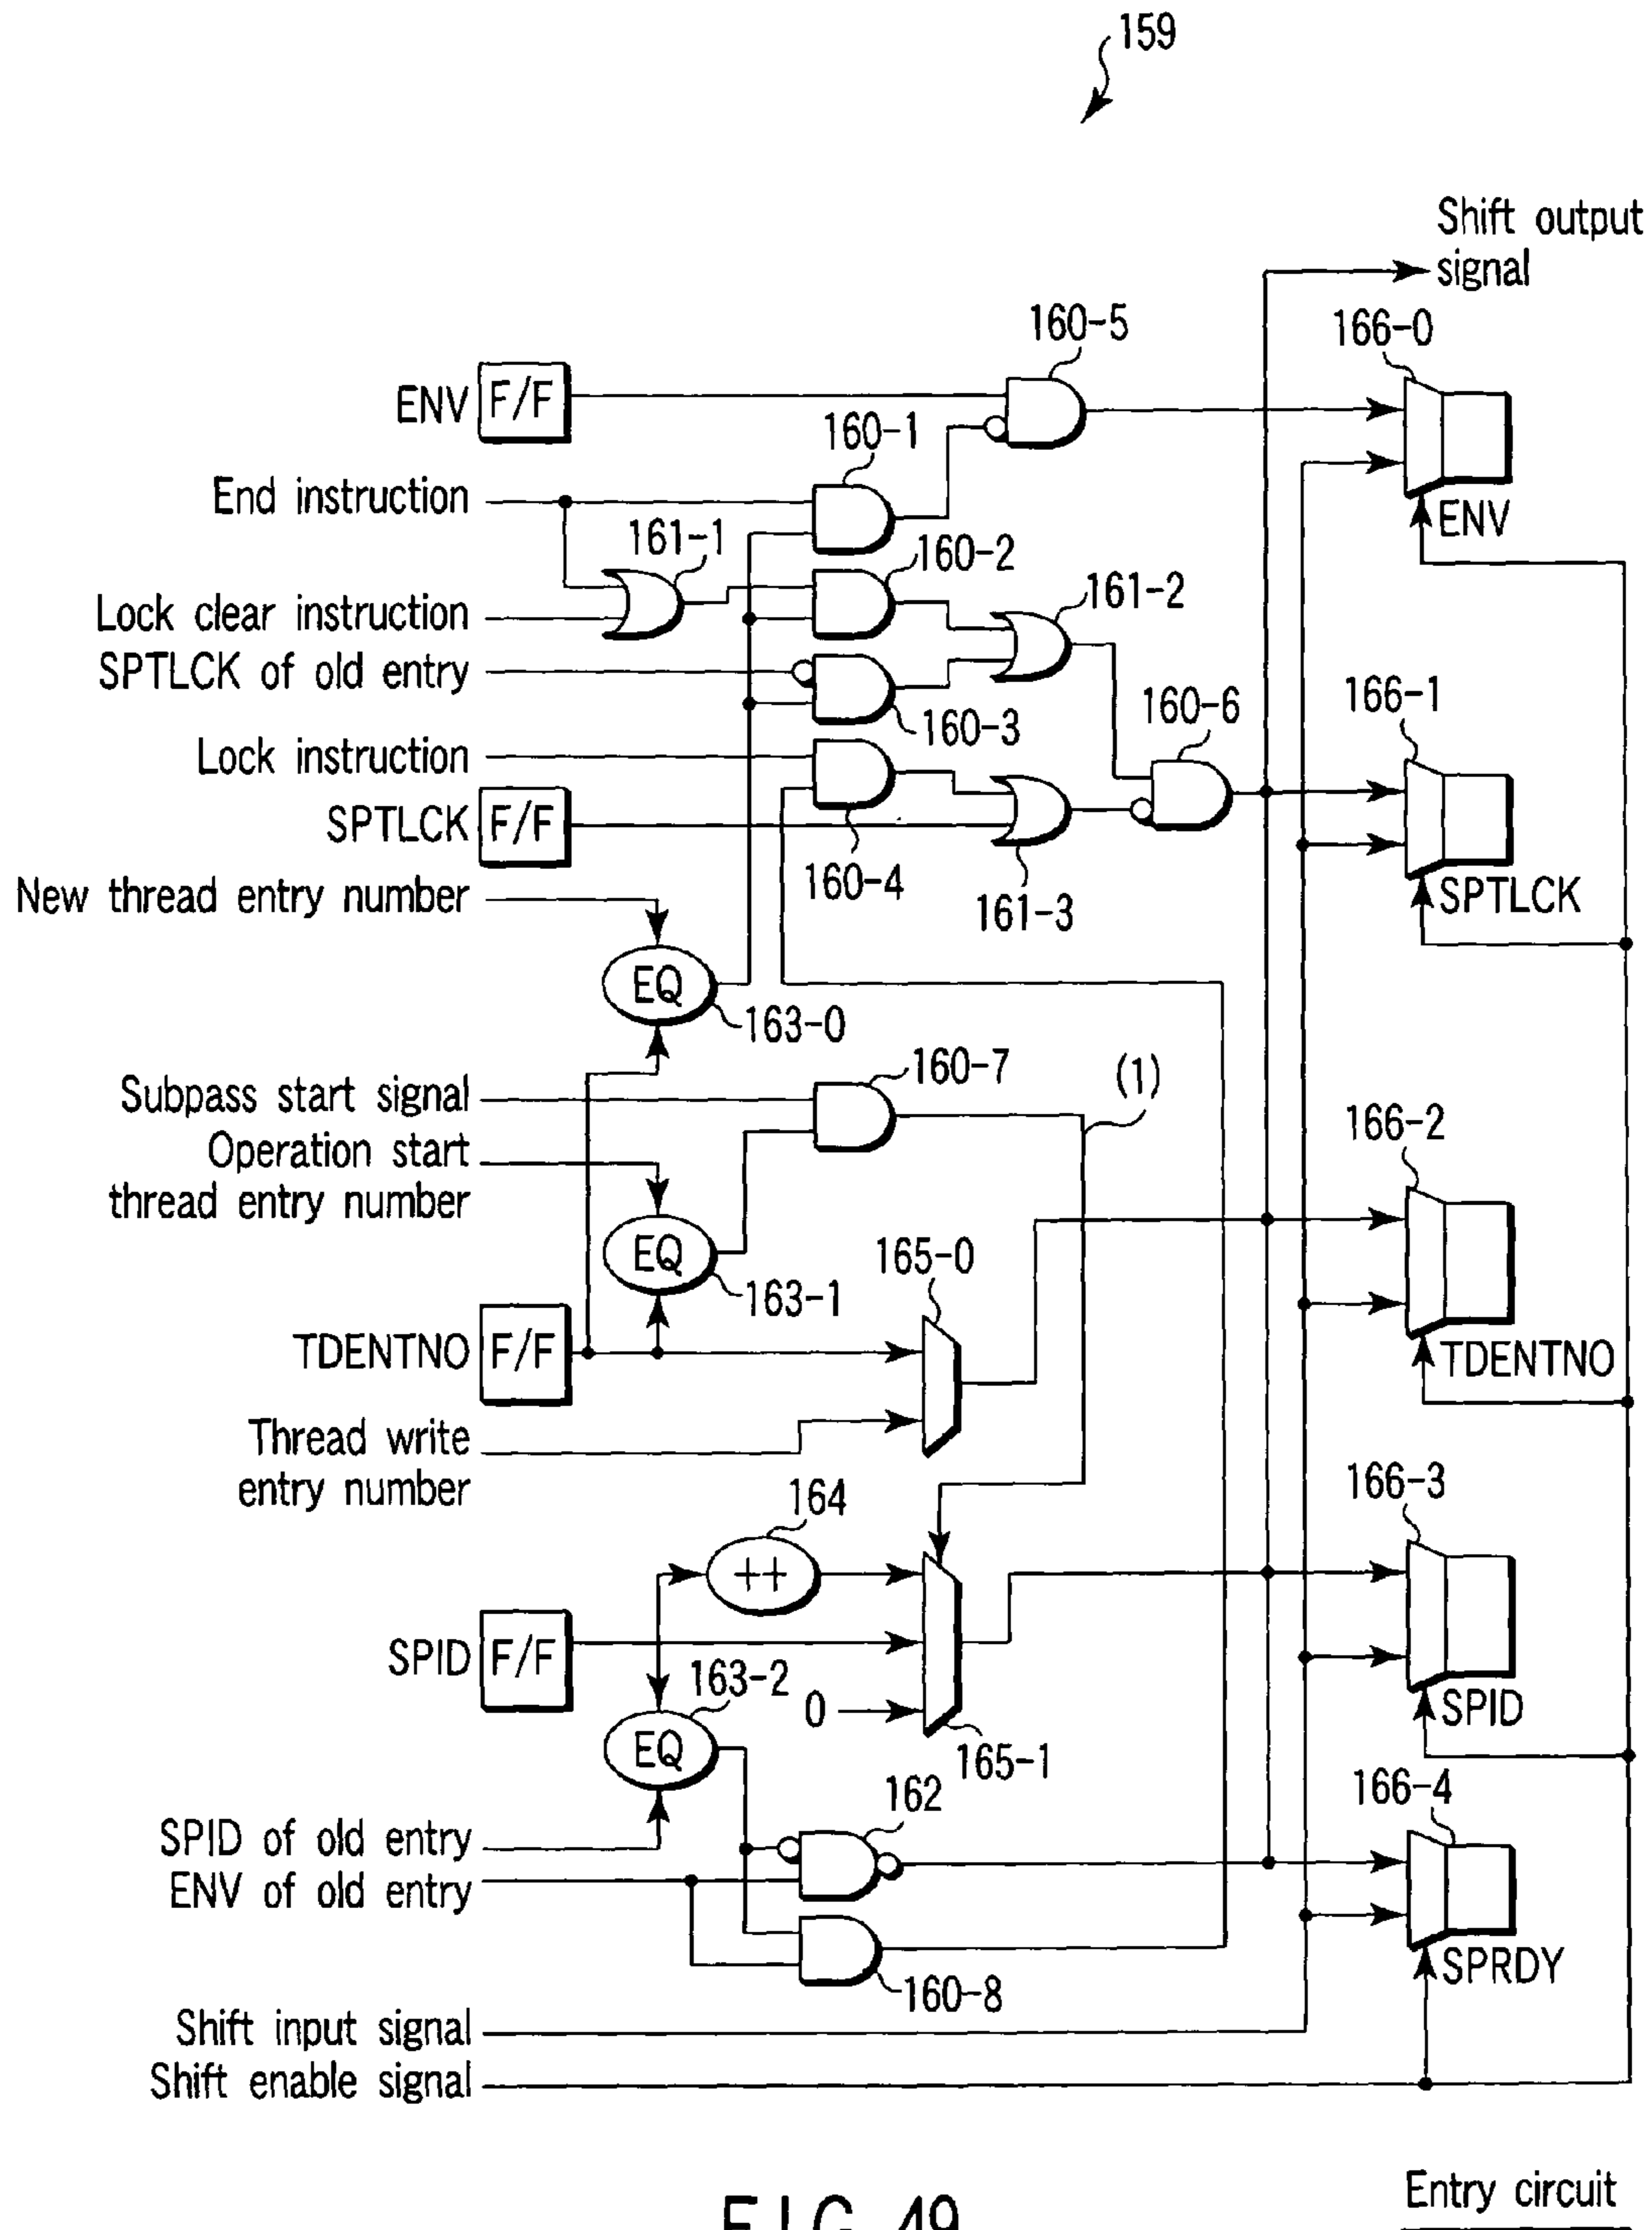 159
Shift output
signal
160-5
166-0
ENV F/F
160-1
End instruction
ENV
161-1
160-2
Lock clear instruction
161-2
SPTLCK of old entry
166-1
160-6
160-3
Lock instruction
SPTLCK F/F
160-4
161-3
SPTLCK
New thread entry number
EQ
163-0
160-7
(1)
Subpass start signal
166-2
Operation start
thread entry number
EQ
165-0
163-1
TDENTNO F/F
TDENTNO
Thread write
entry number
166-3
164
++
SPID F/F
163-2
0
SPID
EQ
165-1
162
166-4
SPID of old entry
ENV of old entry
SPRDY
160-8
Shift input signal
Shift enable signal
Entry circuit
FIG. 49